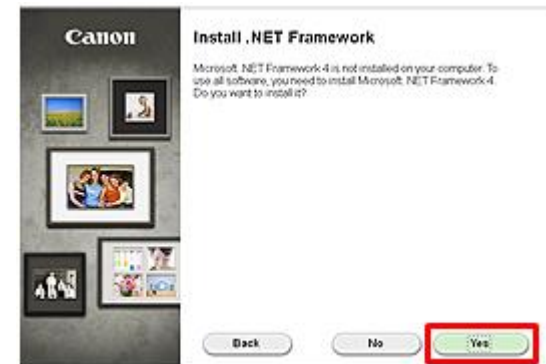 Canon
Install .NET Framework
Microsoft .NET Framework 4 is not installed on your computer. To
use all software, you need to install Microsoft .NET Framework 4.
Do you want to install it?
Back
No
Yes